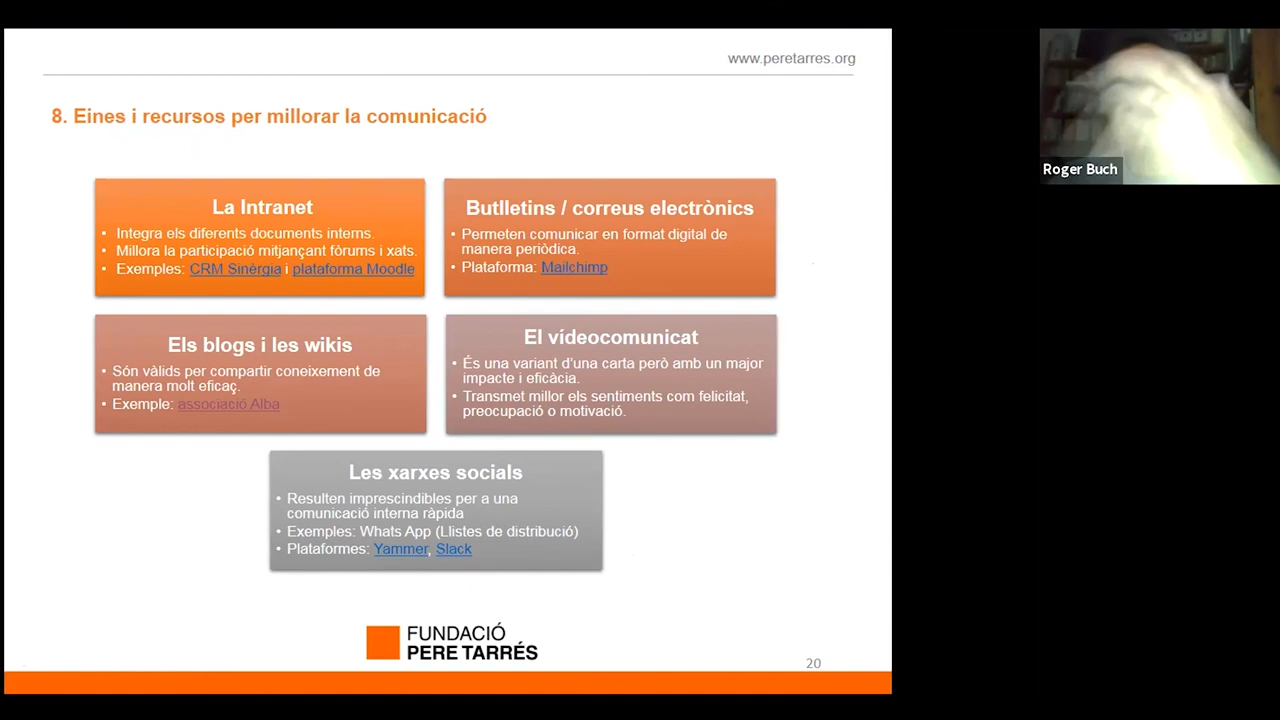 www.peretarres.org
8. Eines i recursos per millorar la comunicació
La Intranet
• Integra els diferents documents interns.
• Millora la participació mitjançant fòrums i xats.
• Exemples: CRM Sinèrgia i plataforma Moodle
Butlletins / correus electrònics
• Permeten comunicar en format digital de
manera periòdica.
• Plataforma: Mailchimp
Els blogs i les wikis
• Són vàlids per compartir coneixement de
manera molt eficaç.
• Exemple: associació Alba
El vídeocomunicat
• És una variant d'una carta però amb un major
impacte i eficàcia.
• Transmet millor els sentiments com felicitat,
preocupació o motivació.
Les xarxes socials
• Resulten imprescindibles per a una
comunicació interna ràpida
• Exemples: Whats App (Llistes de distribució)
• Plataformes: Yammer, Slack
FUNDACIÓ
PERE TARRÉS
20
Roger Buch